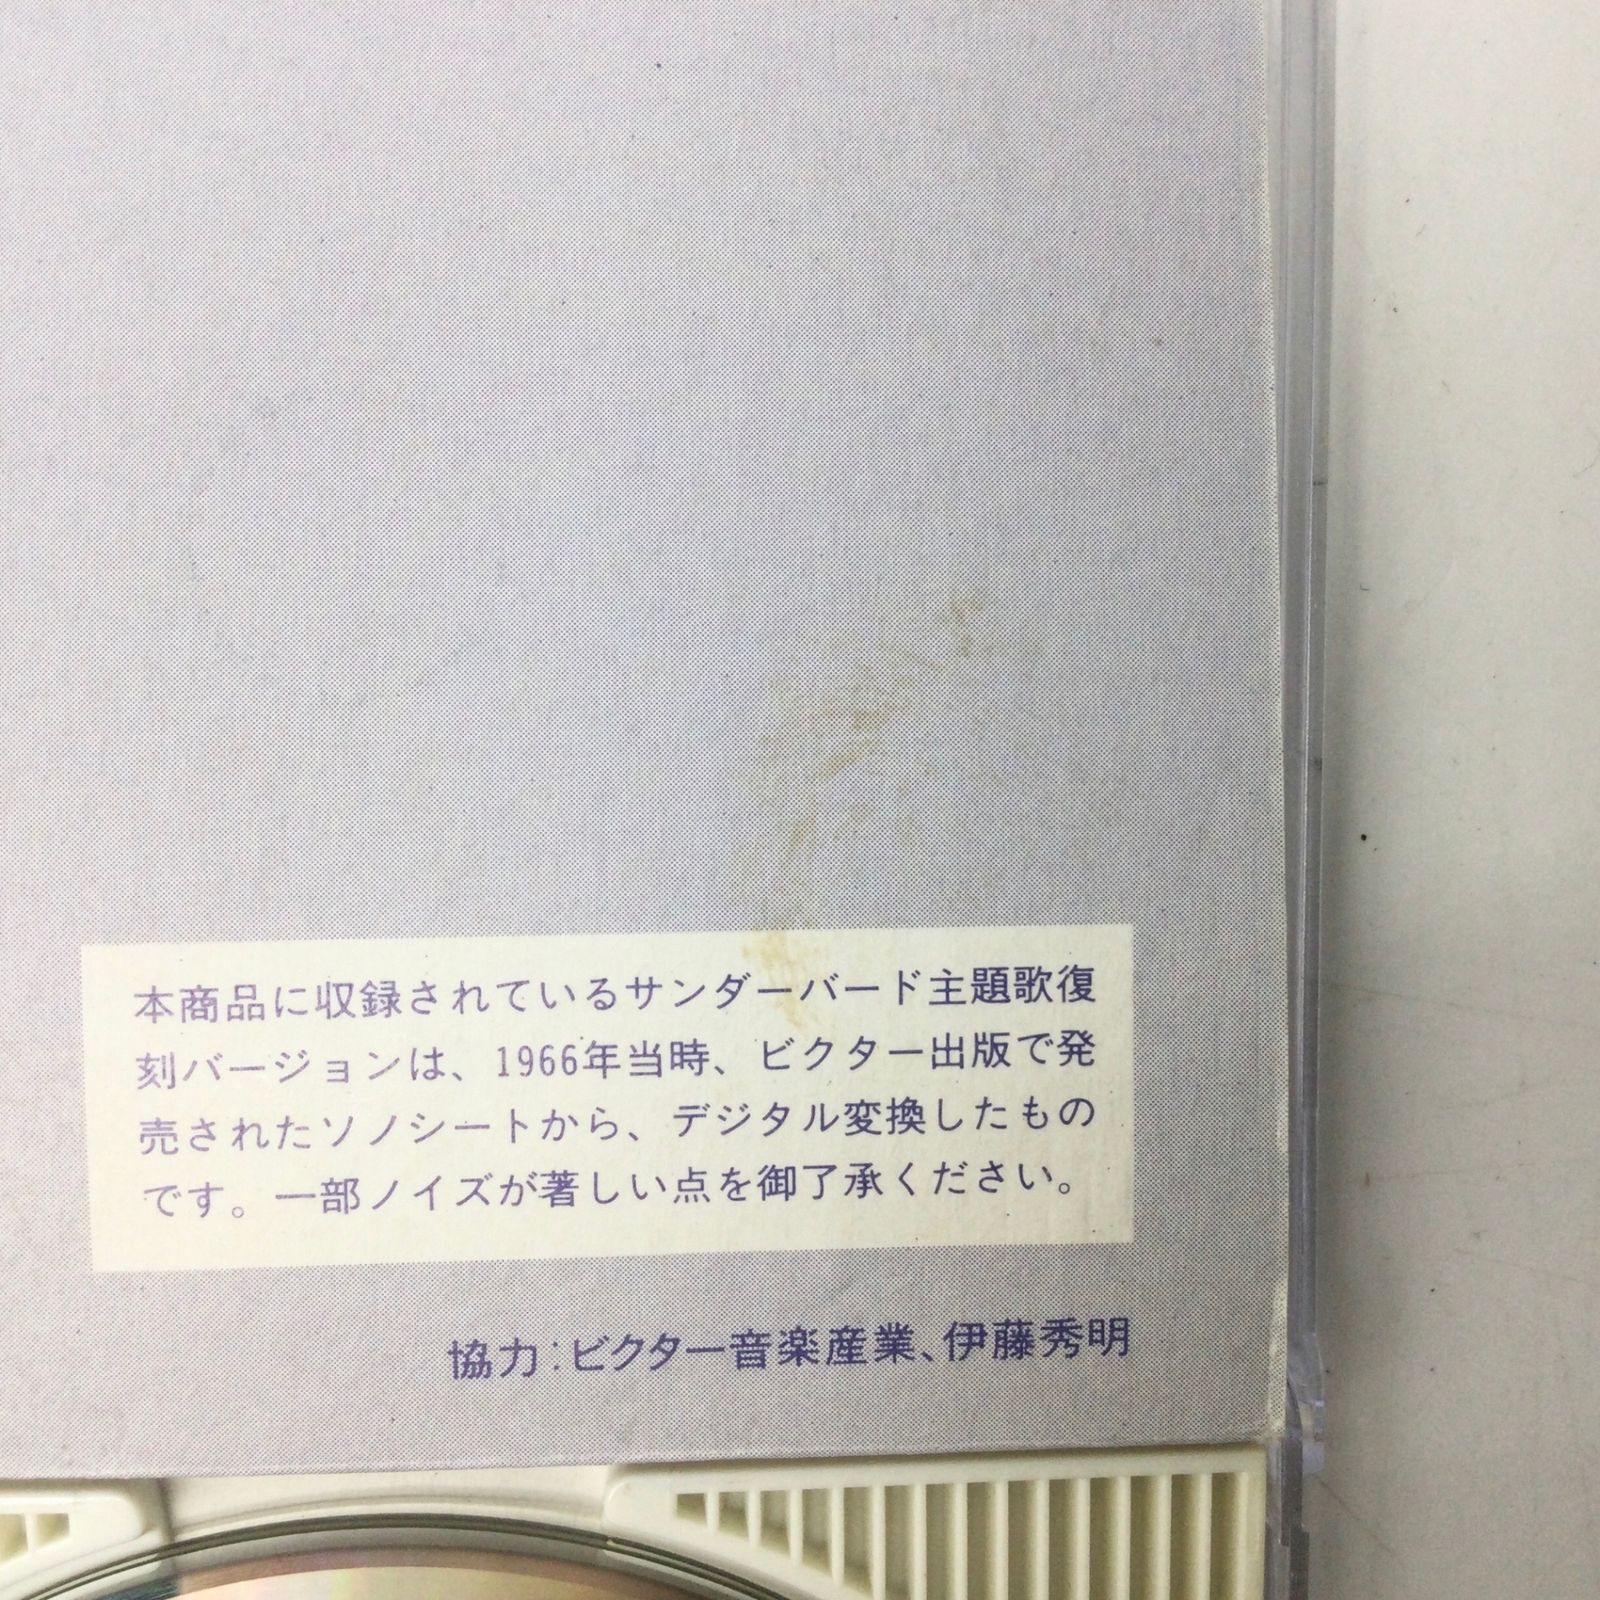 本商品に収録されているサンダーバード主題歌復
刻バージョンは、1966年当時、ビクター出版で発
売されたソノシートから、デジタル変換したもの
です。一部ノイズが著しい点を御了承ください。
協力：ビクター音楽産業、伊藤秀明